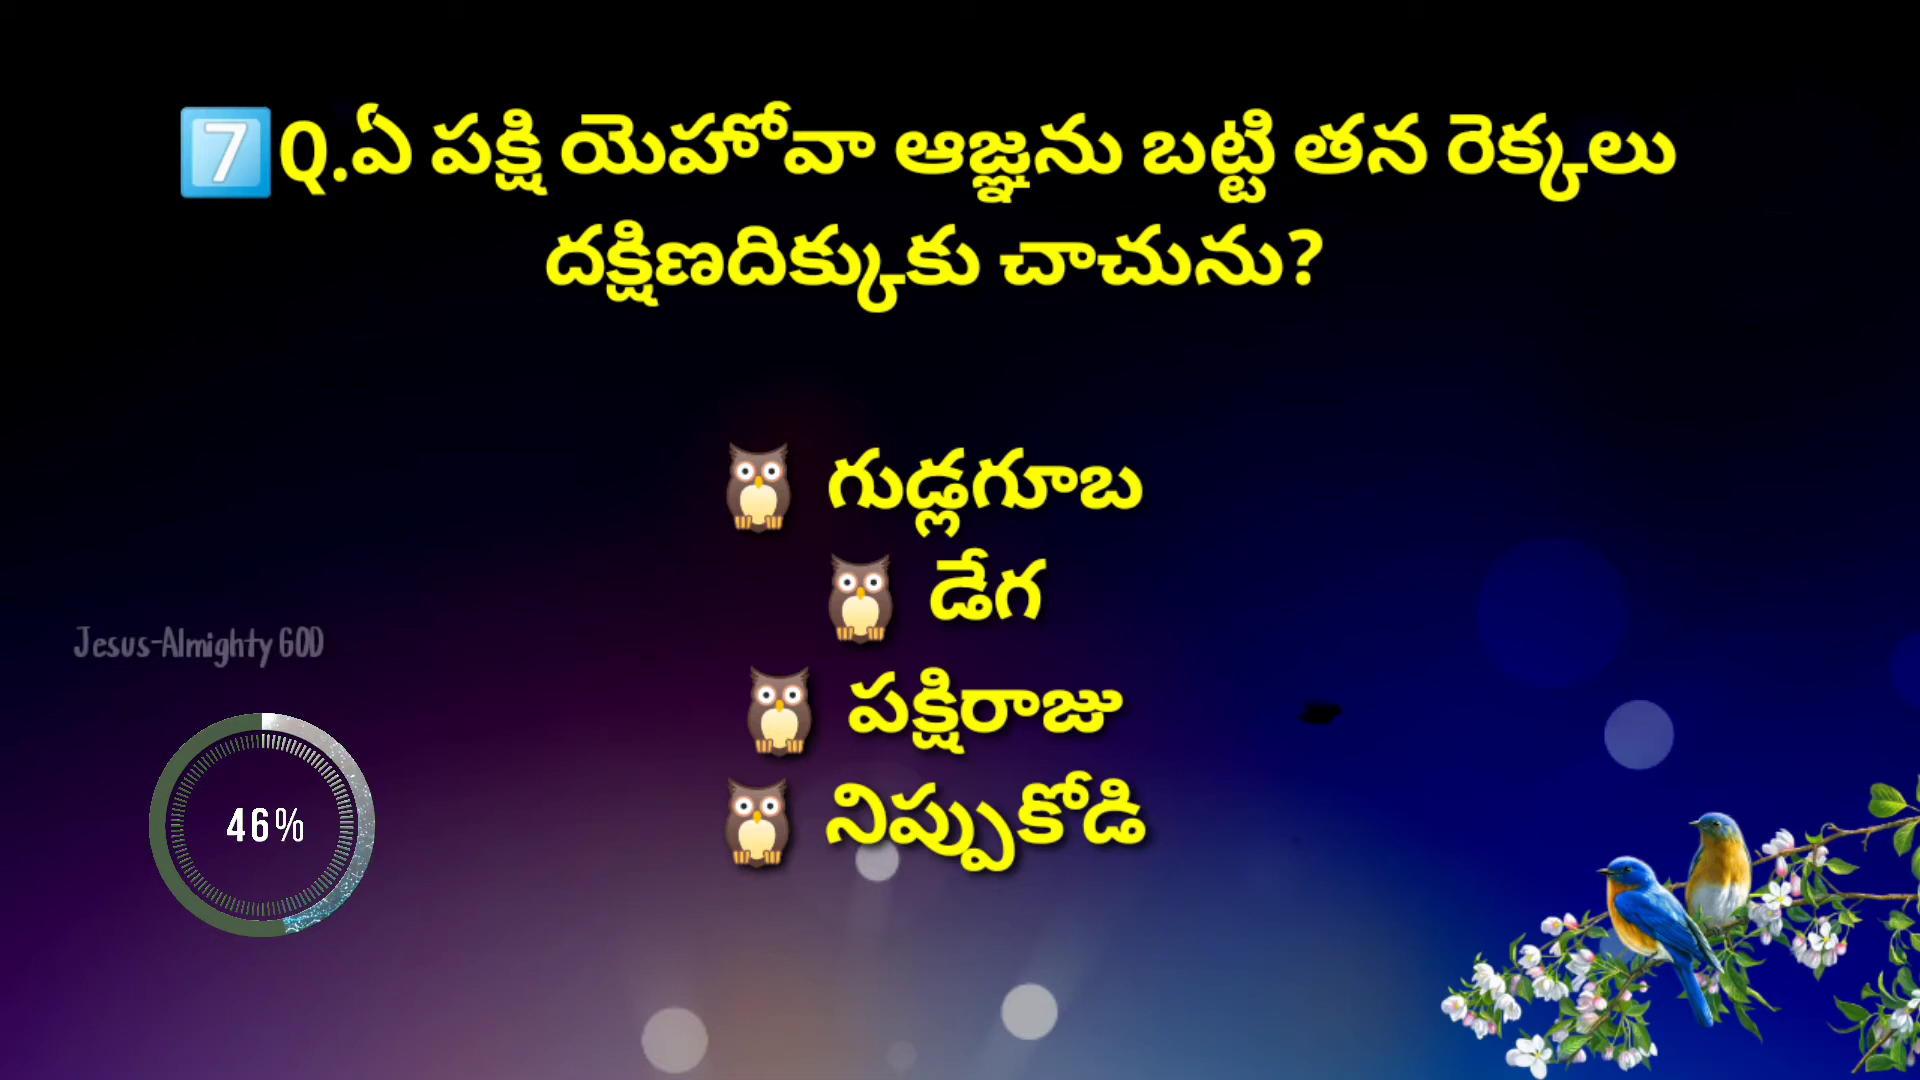 7️⃣Q.ఏ పక్షి యెహోవా ఆజ్ఞను బట్టి తన రెక్కలు
దక్షిణదిక్కుకు చాచును?
గుడ్లగూబ
డేగ
పక్షిరాజు
నిప్పుకోడి
Jesus-Almighty GOD
46%